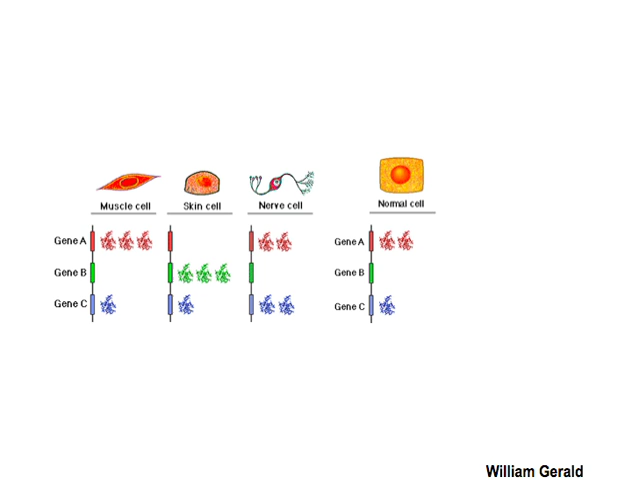 Muscle cell Skin cell Nerve cell Normal cell
Gene A Gene A
Gene B Gene B
Gene C Gene C
William Gerald